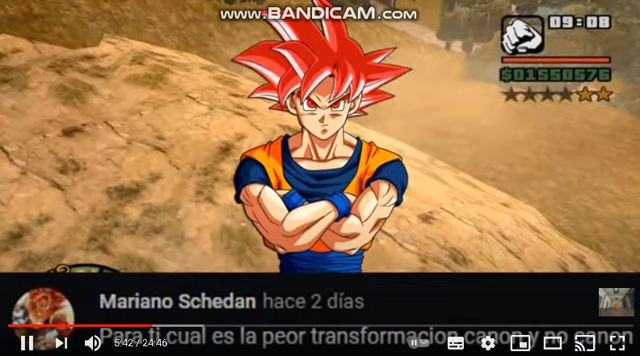 www.BANDICAM.com
09:08
$01550576
Mariano Schedan hace 2 días
Para ti cual es la peor transformacion canon y no canon
5:42 / 24:46